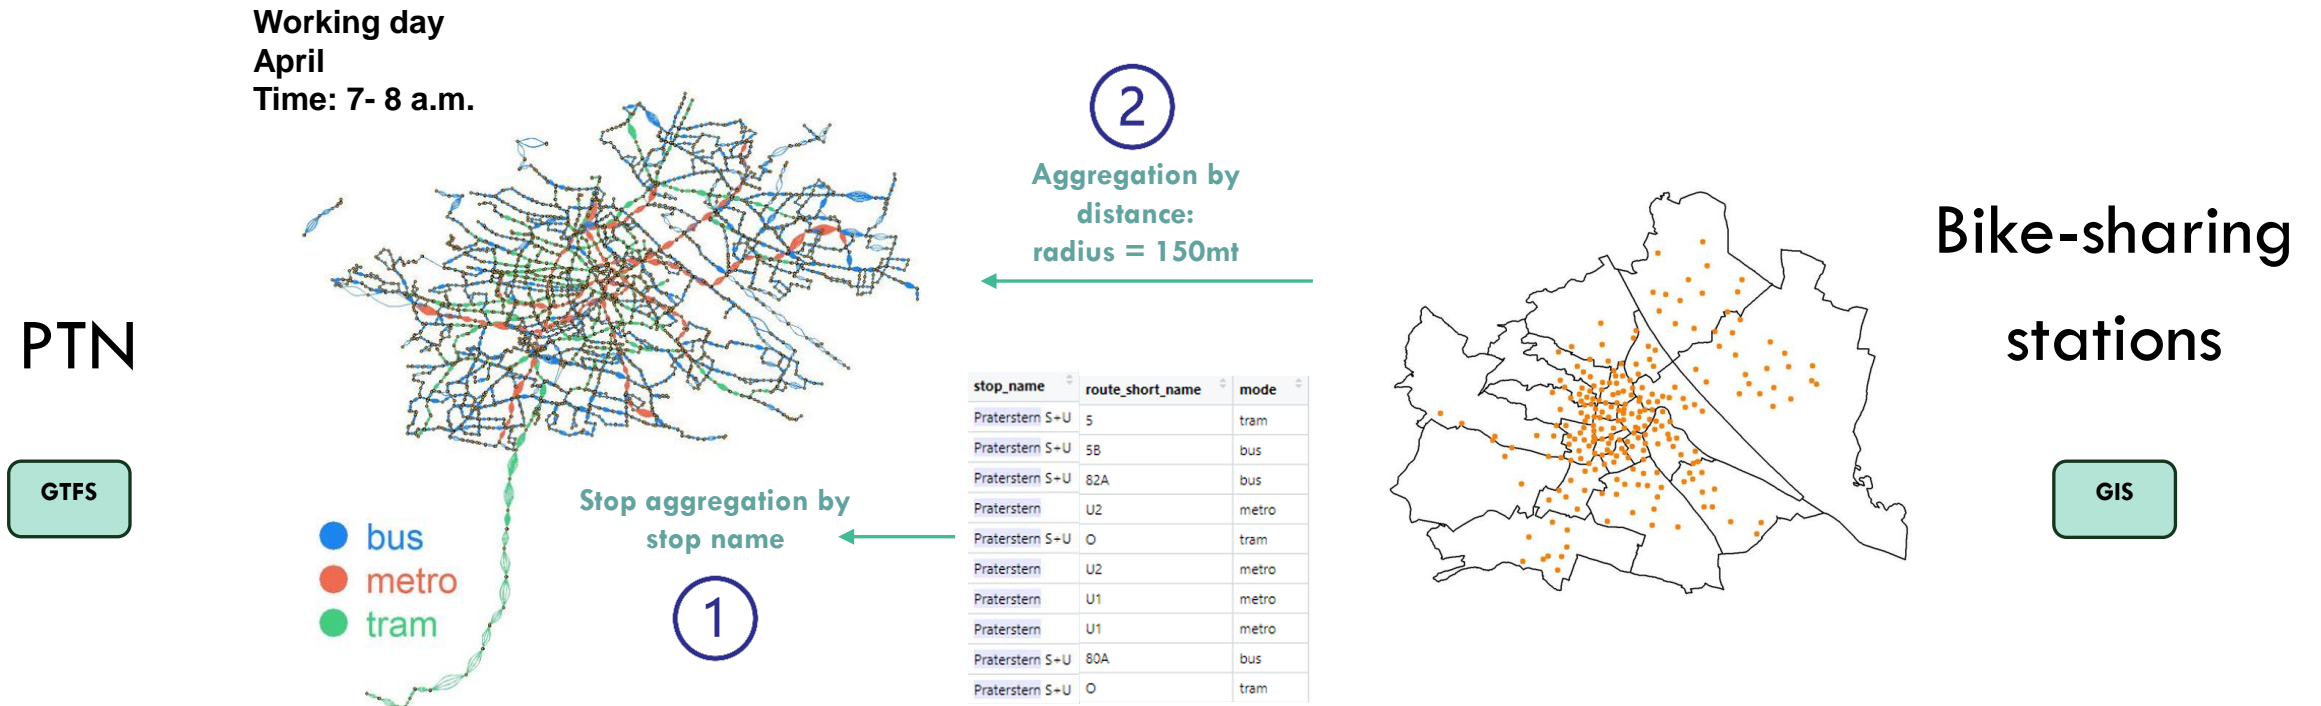 Working day
April
Time: 7- 8 a.m.
PTN
GTFS
bus
metro
tram
2
Aggregation by
distance:
radius = 150mt
Stop aggregation by
stop name
1
stop_name route_short_name mode
Praterstern S+U 5 tram
Praterstern S+U 5B bus
Praterstern S+U 82A bus
Praterstern U2 metro
Praterstern S+U O tram
Praterstern U2 metro
Praterstern U1 metro
Praterstern U1 metro
Praterstern S+U 80A bus
Praterstern S+U O tram
Bike-sharing
stations
GIS